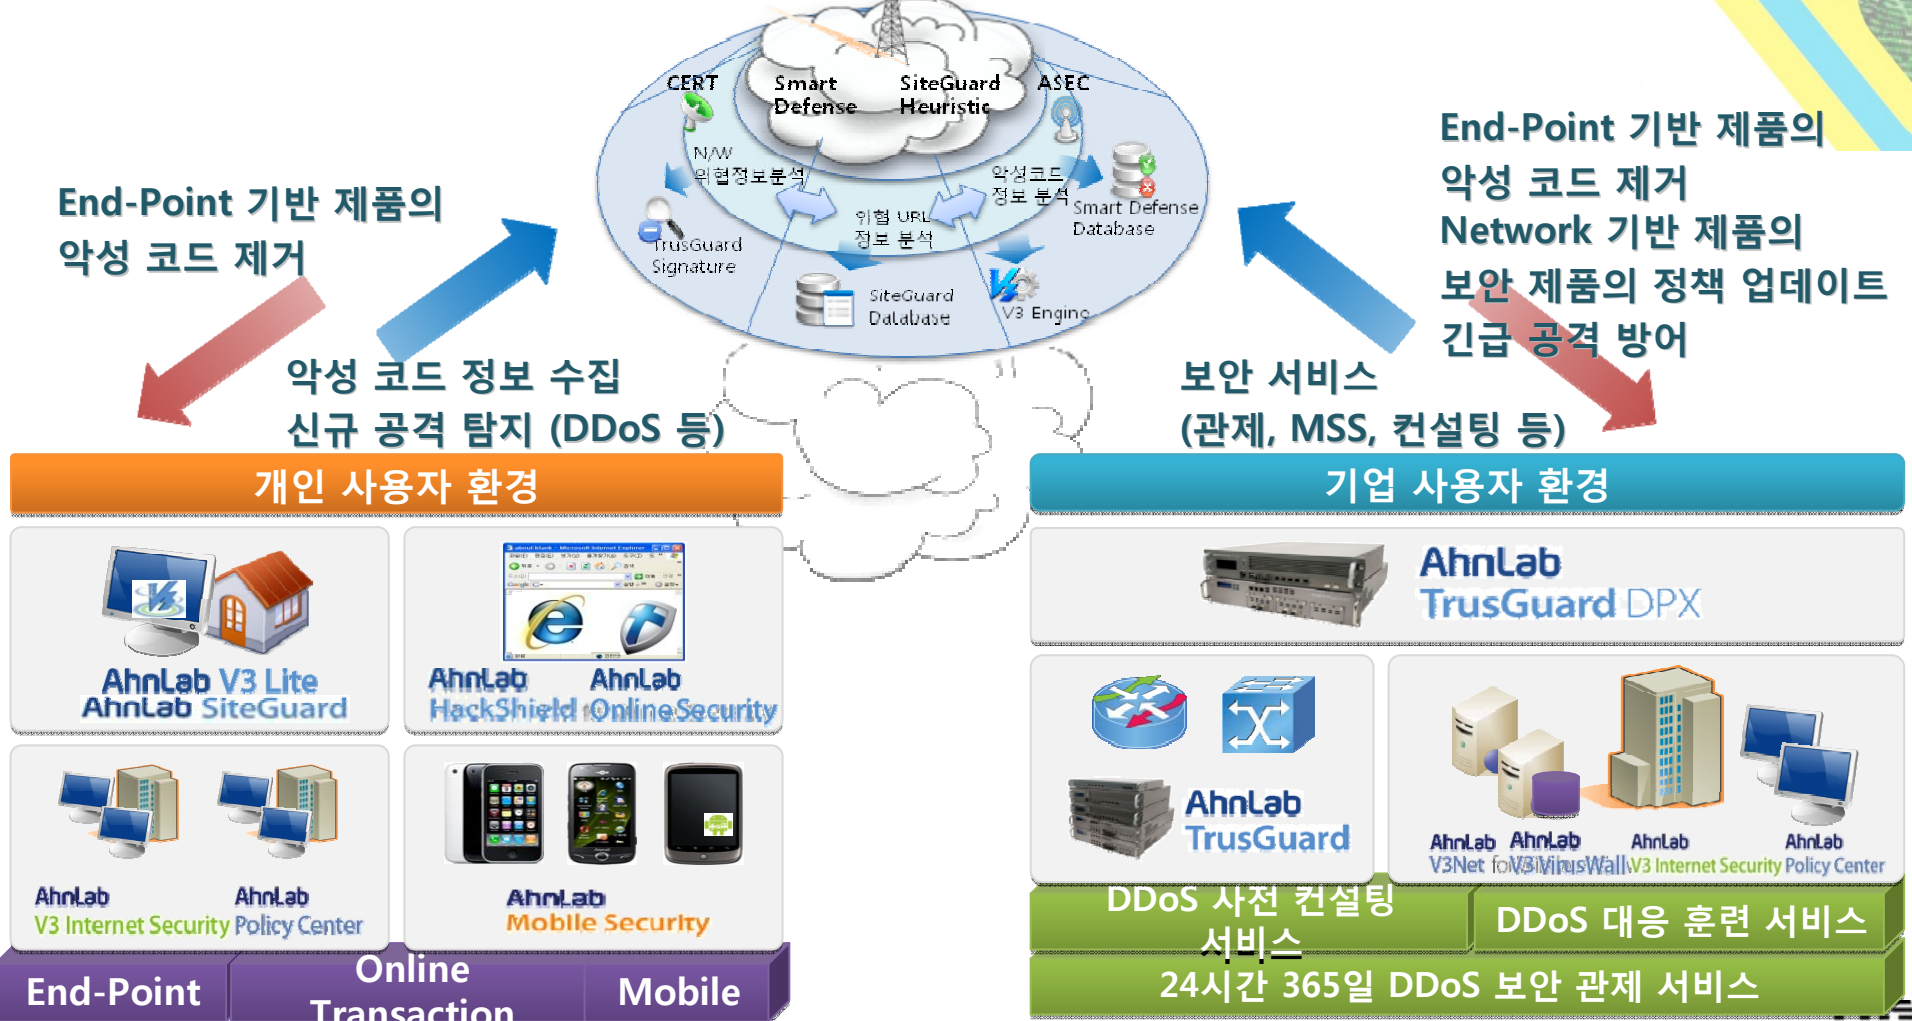 CERT
Smart
Defense
SiteGuard
Heuristic
ASEC
N/W
위협정보분석
악성코드
정보 분석
위협 URL
정보 분석
TrusGuard
Signature
Smart Defense
Database
SiteGuard
Database
V3 Engine
End-Point 기반 제품의
악성 코드 제거
End-Point 기반 제품의
악성 코드 제거
Network 기반 제품의
보안 제품의 정책 업데이트
긴급 공격 방어
악성 코드 정보 수집
신규 공격 탐지 (DDoS 등)
보안 서비스
(관제, MSS, 컨설팅 등)
개인 사용자 환경
AhnLab V3 Lite
AhnLab SiteGuard
AhnLab
HackShield
AhnLab
OnlineSecurity
AhnLab
V3 Internet Security
AhnLab
Policy Center
AhnLab
Mobile Security
End-Point
Online
Transaction
Mobile
기업 사용자 환경
AhnLab
TrusGuard DPX
AhnLab
TrusGuard
AhnLab
V3Net for
AhnLab
V3VirusWall
AhnLab
V3 Internet Security
AhnLab
Policy Center
DDoS 사전 컨설팅
서비스
DDoS 대응 훈련 서비스
24시간 365일 DDoS 보안 관제 서비스